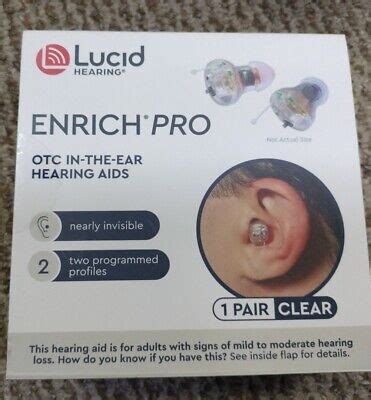 Lucid
HEARING®
Not Actual Size
ENRICH® PRO
OTC IN-THE-EAR
HEARING AIDS
nearly invisible
2 two programmed
profiles
1 PAIR CLEAR
This hearing aid is for adults with signs of mild to moderate hearing
loss. How do you know if you have this? See inside flap for details.